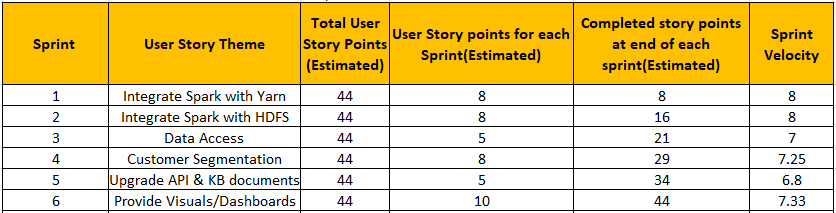 Sprint User Story Theme Total User Story Points (Estimated) User Story points for each Sprint(Estimated) Completed story points at end of each sprint(Estimated) Sprint Velocity
1 Integrate Spark with Yarn 44 8 8 8
2 Integrate Spark with HDFS 44 8 16 8
3 Data Access 44 5 21 7
4 Customer Segmentation 44 8 29 7.25
5 Upgrade API & KB documents 44 5 34 6.8
6 Provide Visuals/Dashboards 44 10 44 7.33